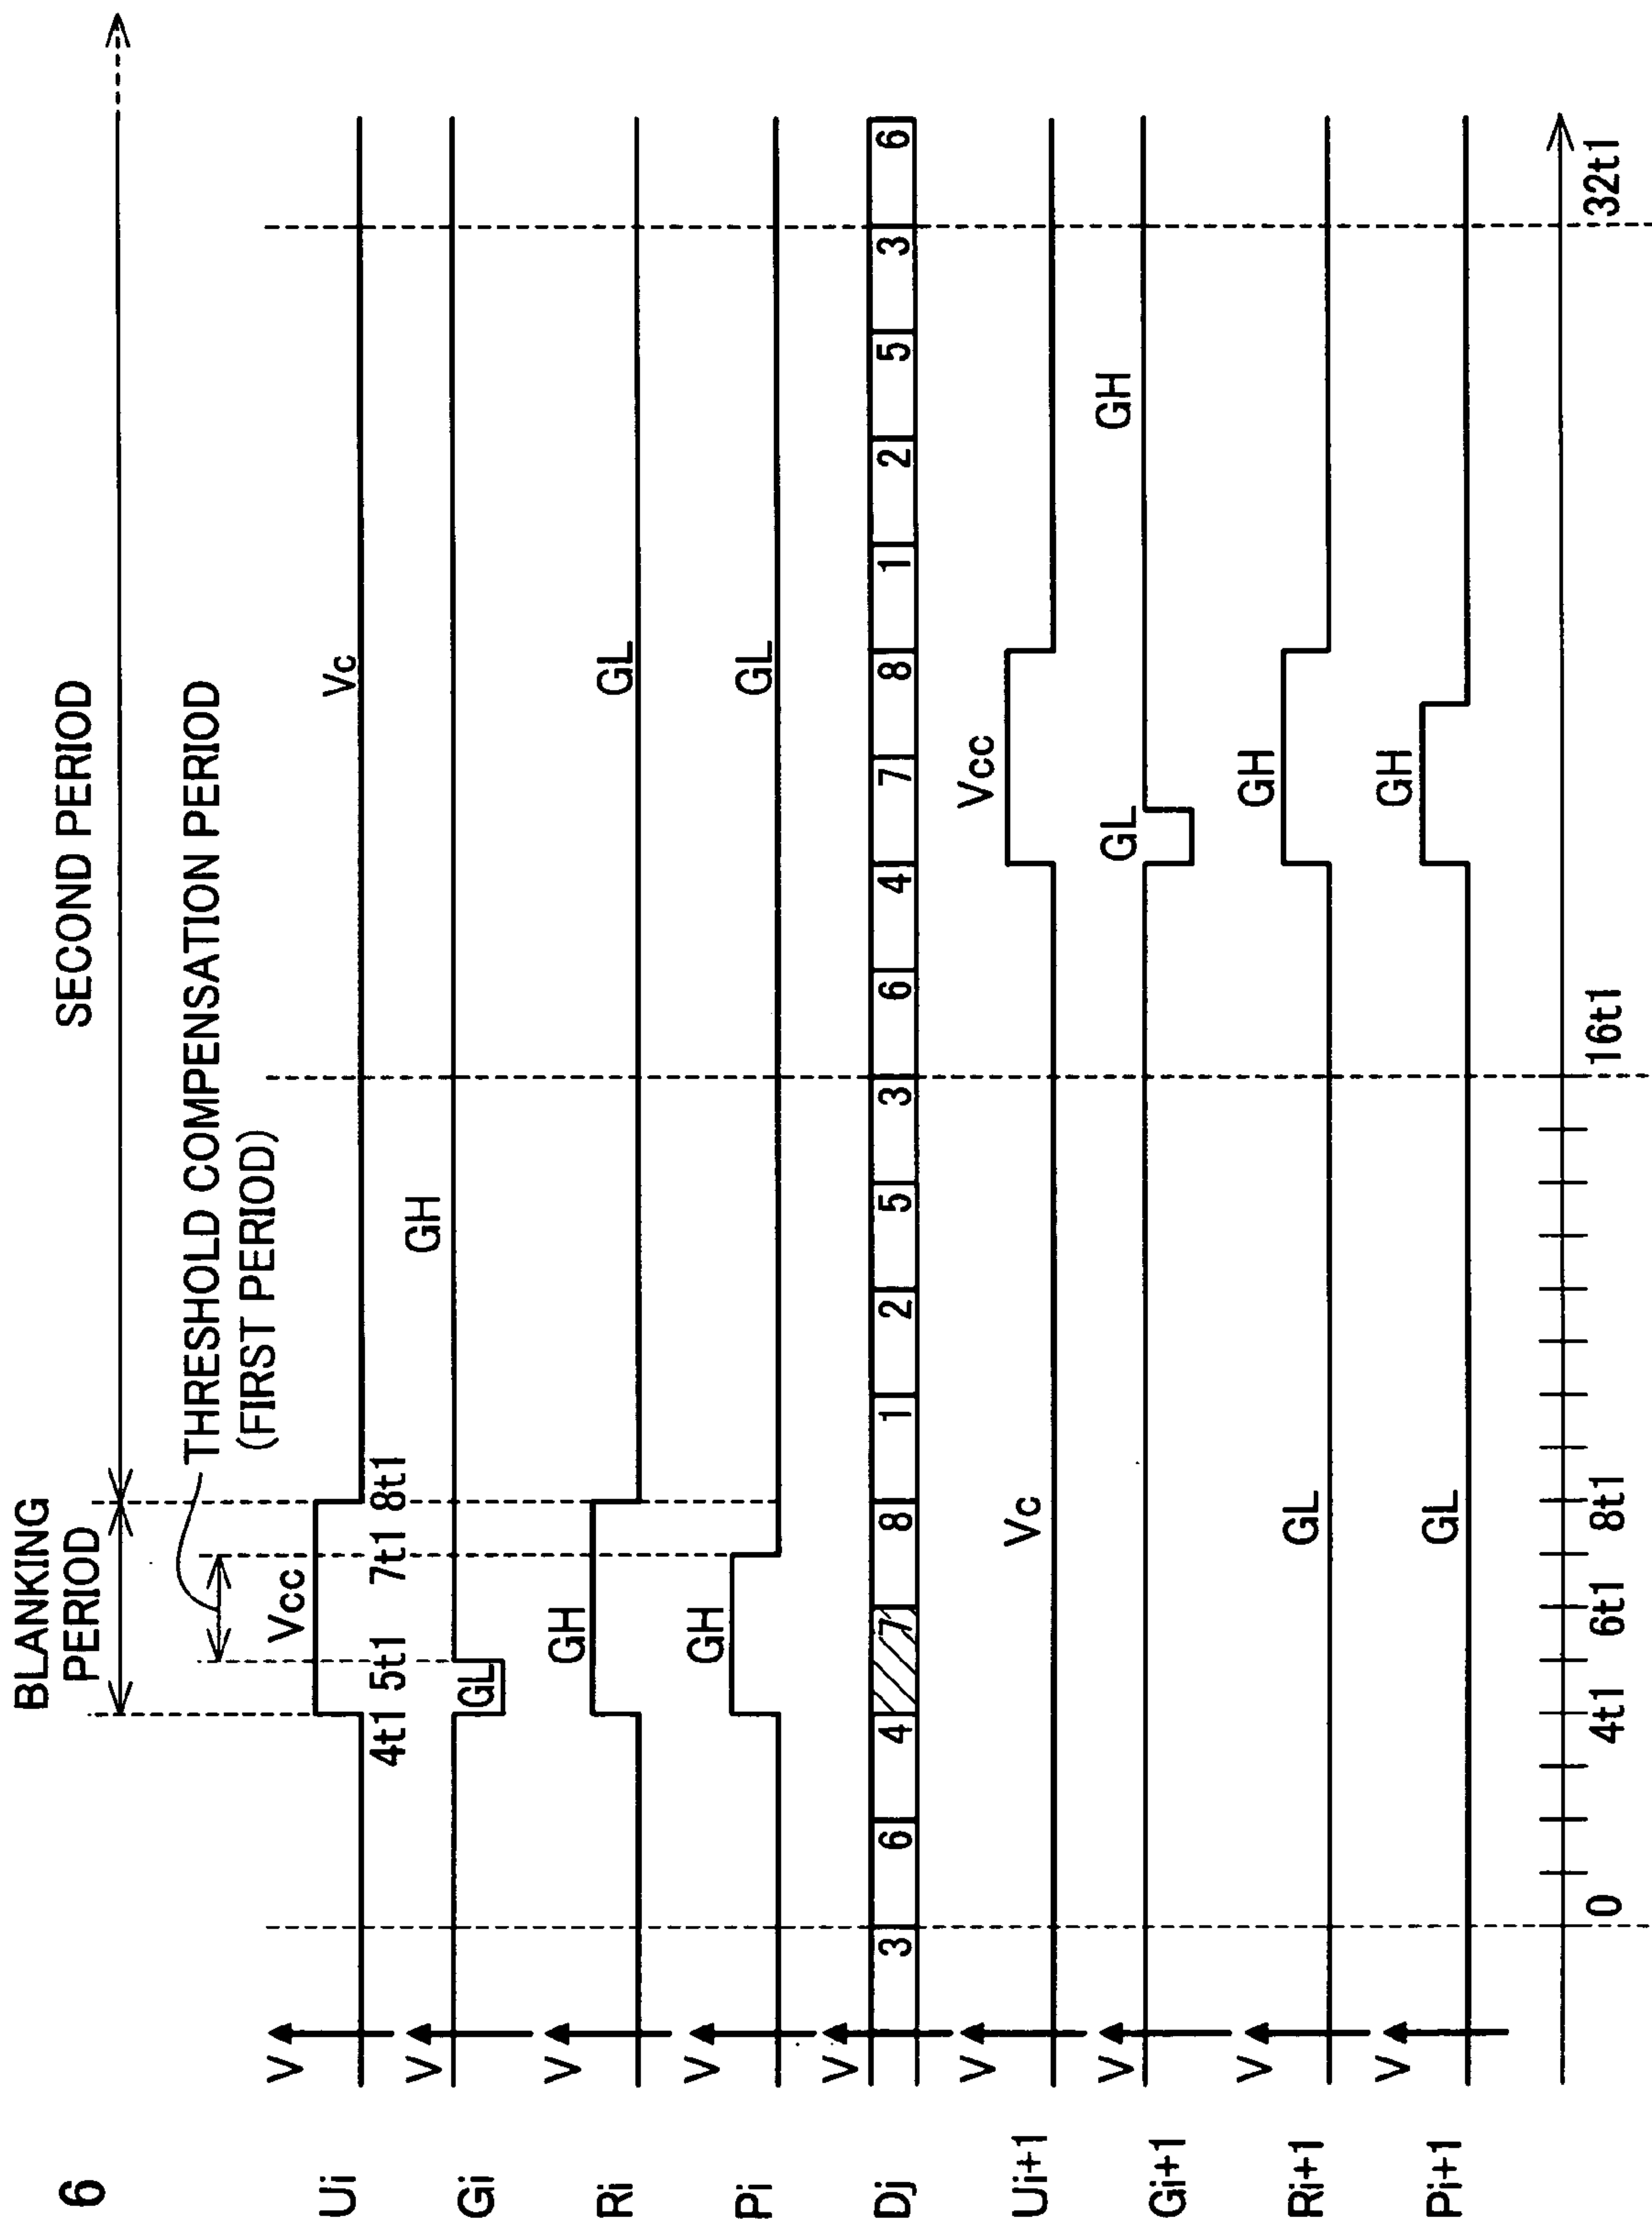 6
BLANKING
PERIOD
SECOND PERIOD
THRESHOLD COMPENSATION PERIOD
(FIRST PERIOD)
Ui V Vcc Vc
4t1 5t1 7t1 8t1
Gi V GL GH
Ri V GH GL
Pi V GH GL
Dj V 3 6 4 7 8 1 2 5 3 6 4 7 8 1 2 5 3 6
Ui+1 V Vc Vcc
Gi+1 V GL GH
Ri+1 V GL GH
Pi+1 V GL GH
0 4t1 6t1 8t1 16t1 32t1